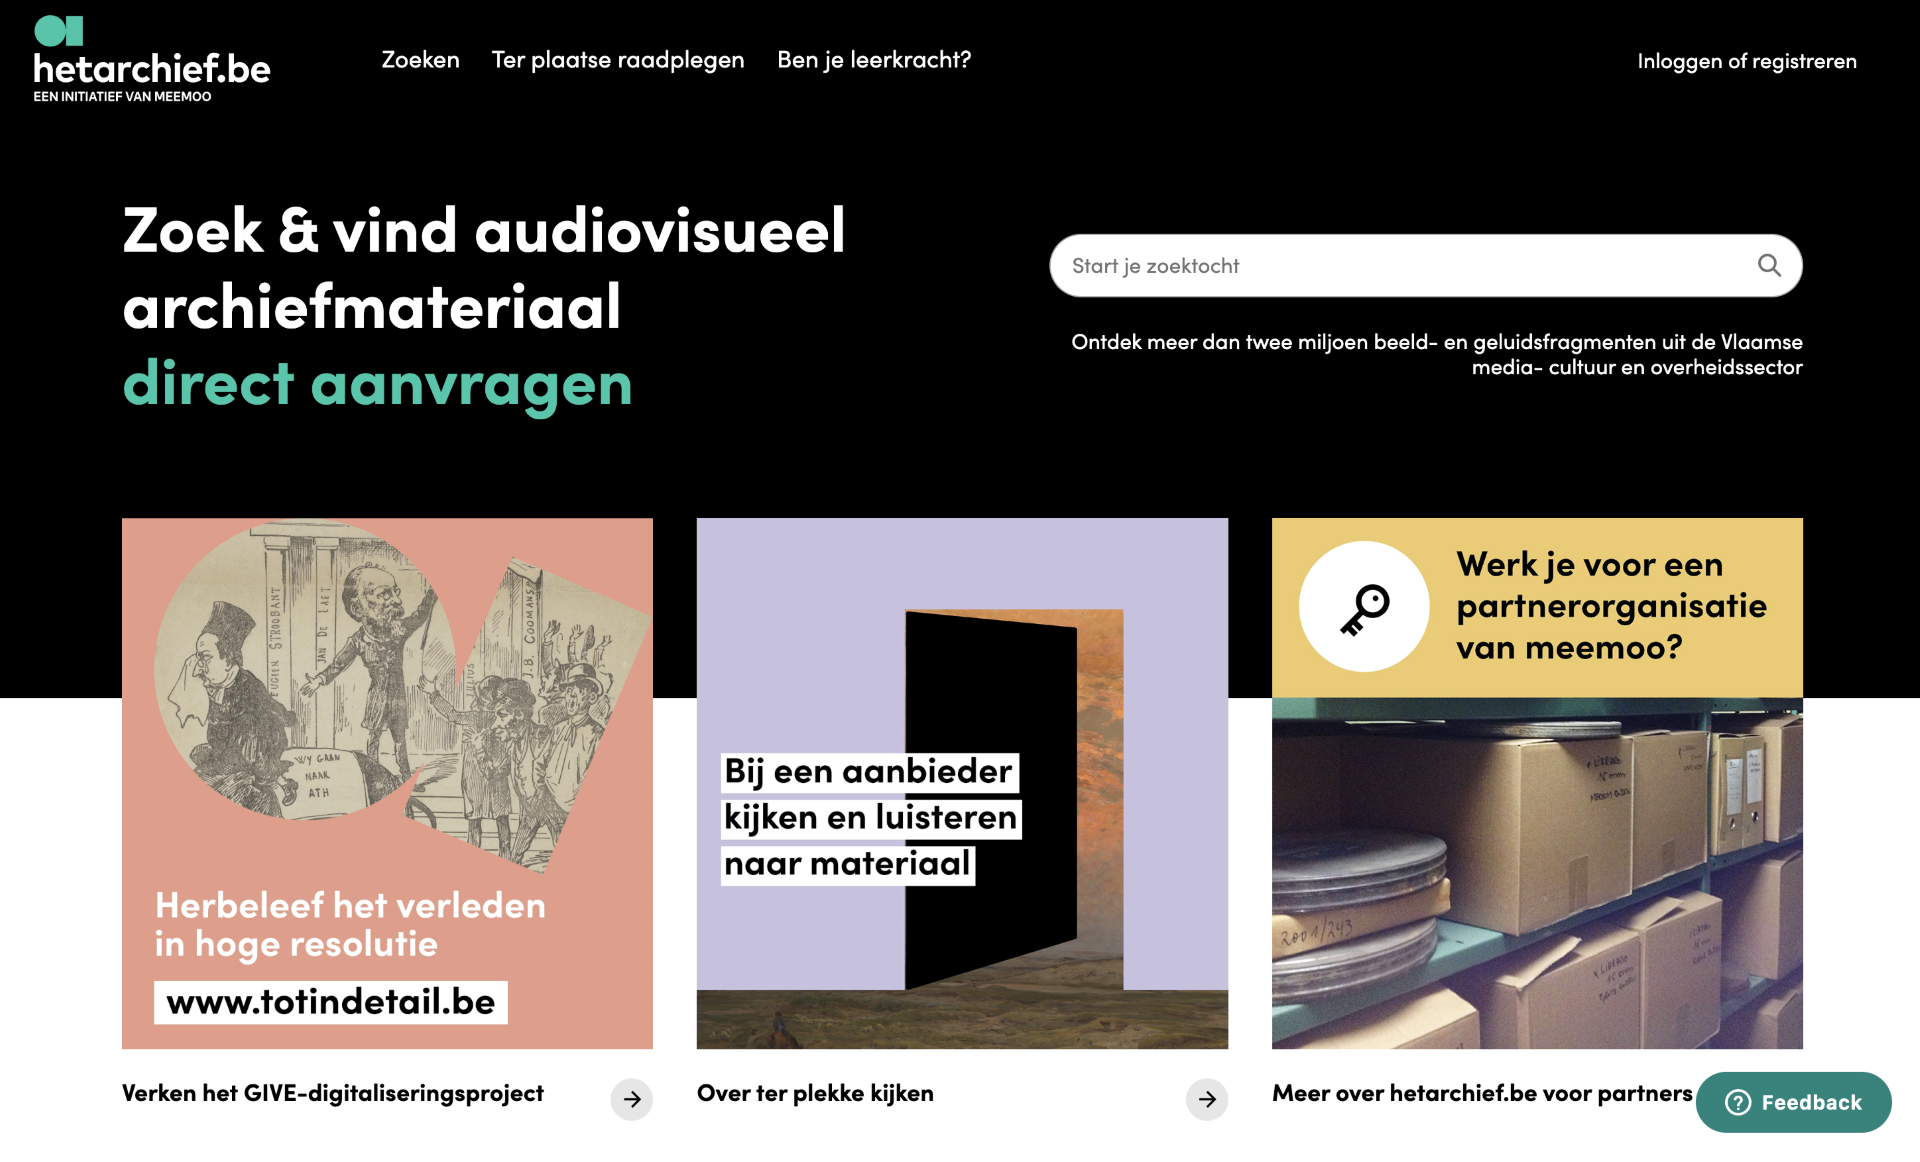 hetarchief.be
EEN INITIATIEF VAN MEEMOO
Zoeken
Ter plaatse raadplegen
Ben je leerkracht?
Inloggen of registreren
Zoek & vind audiovisueel
archiefmateriaal
direct aanvragen
Start je zoektocht
Ontdek meer dan twee miljoen beeld- en geluidsfragmenten uit de Vlaamse
media- cultuur en overheidssector
EUGEEN STROOBANT
JAN DE LAET
JULIUS
J.B. COOMANS
WY GAAN
NAAR
ATH
Herbeleef het verleden
in hoge resolutie
www.totindetail.be
Bij een aanbieder
kijken en luisteren
naar materiaal
Werk je voor een
partnerorganisatie
van meemoo?
2001/243
Verken het GIVE-digitaliseringsproject
Over ter plekke kijken
Meer over hetarchief.be voor partners
Feedback